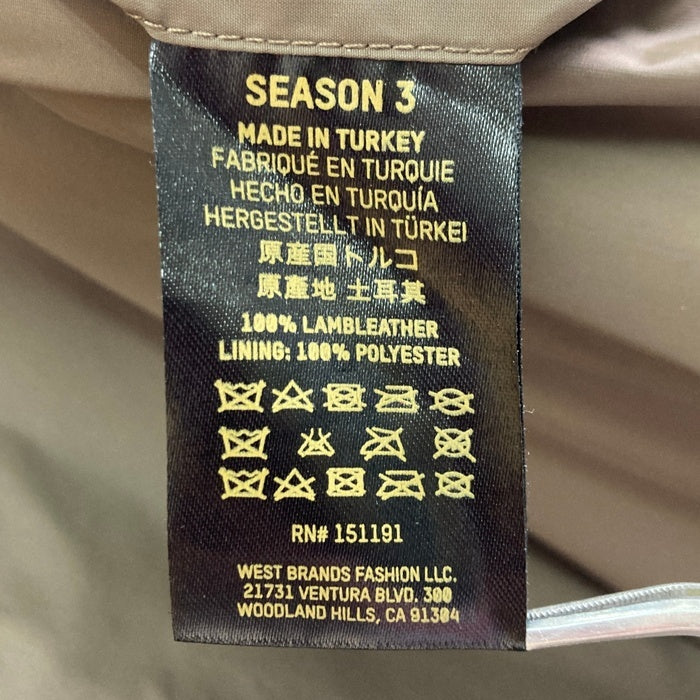 SEASON 3
MADE IN TURKEY
FABRIQUÉ EN TURQUIE
HECHO EN TURQUÍA
HERGESTELLT IN TÜRKEI
原産国トルコ
原產地 土耳其
100% LAMBLEATHER
LINING: 100% POLYESTER
RN# 151191
WEST BRANDS FASHION LLC.
21731 VENTURA BLVD. 300
WOODLAND HILLS, CA 91364